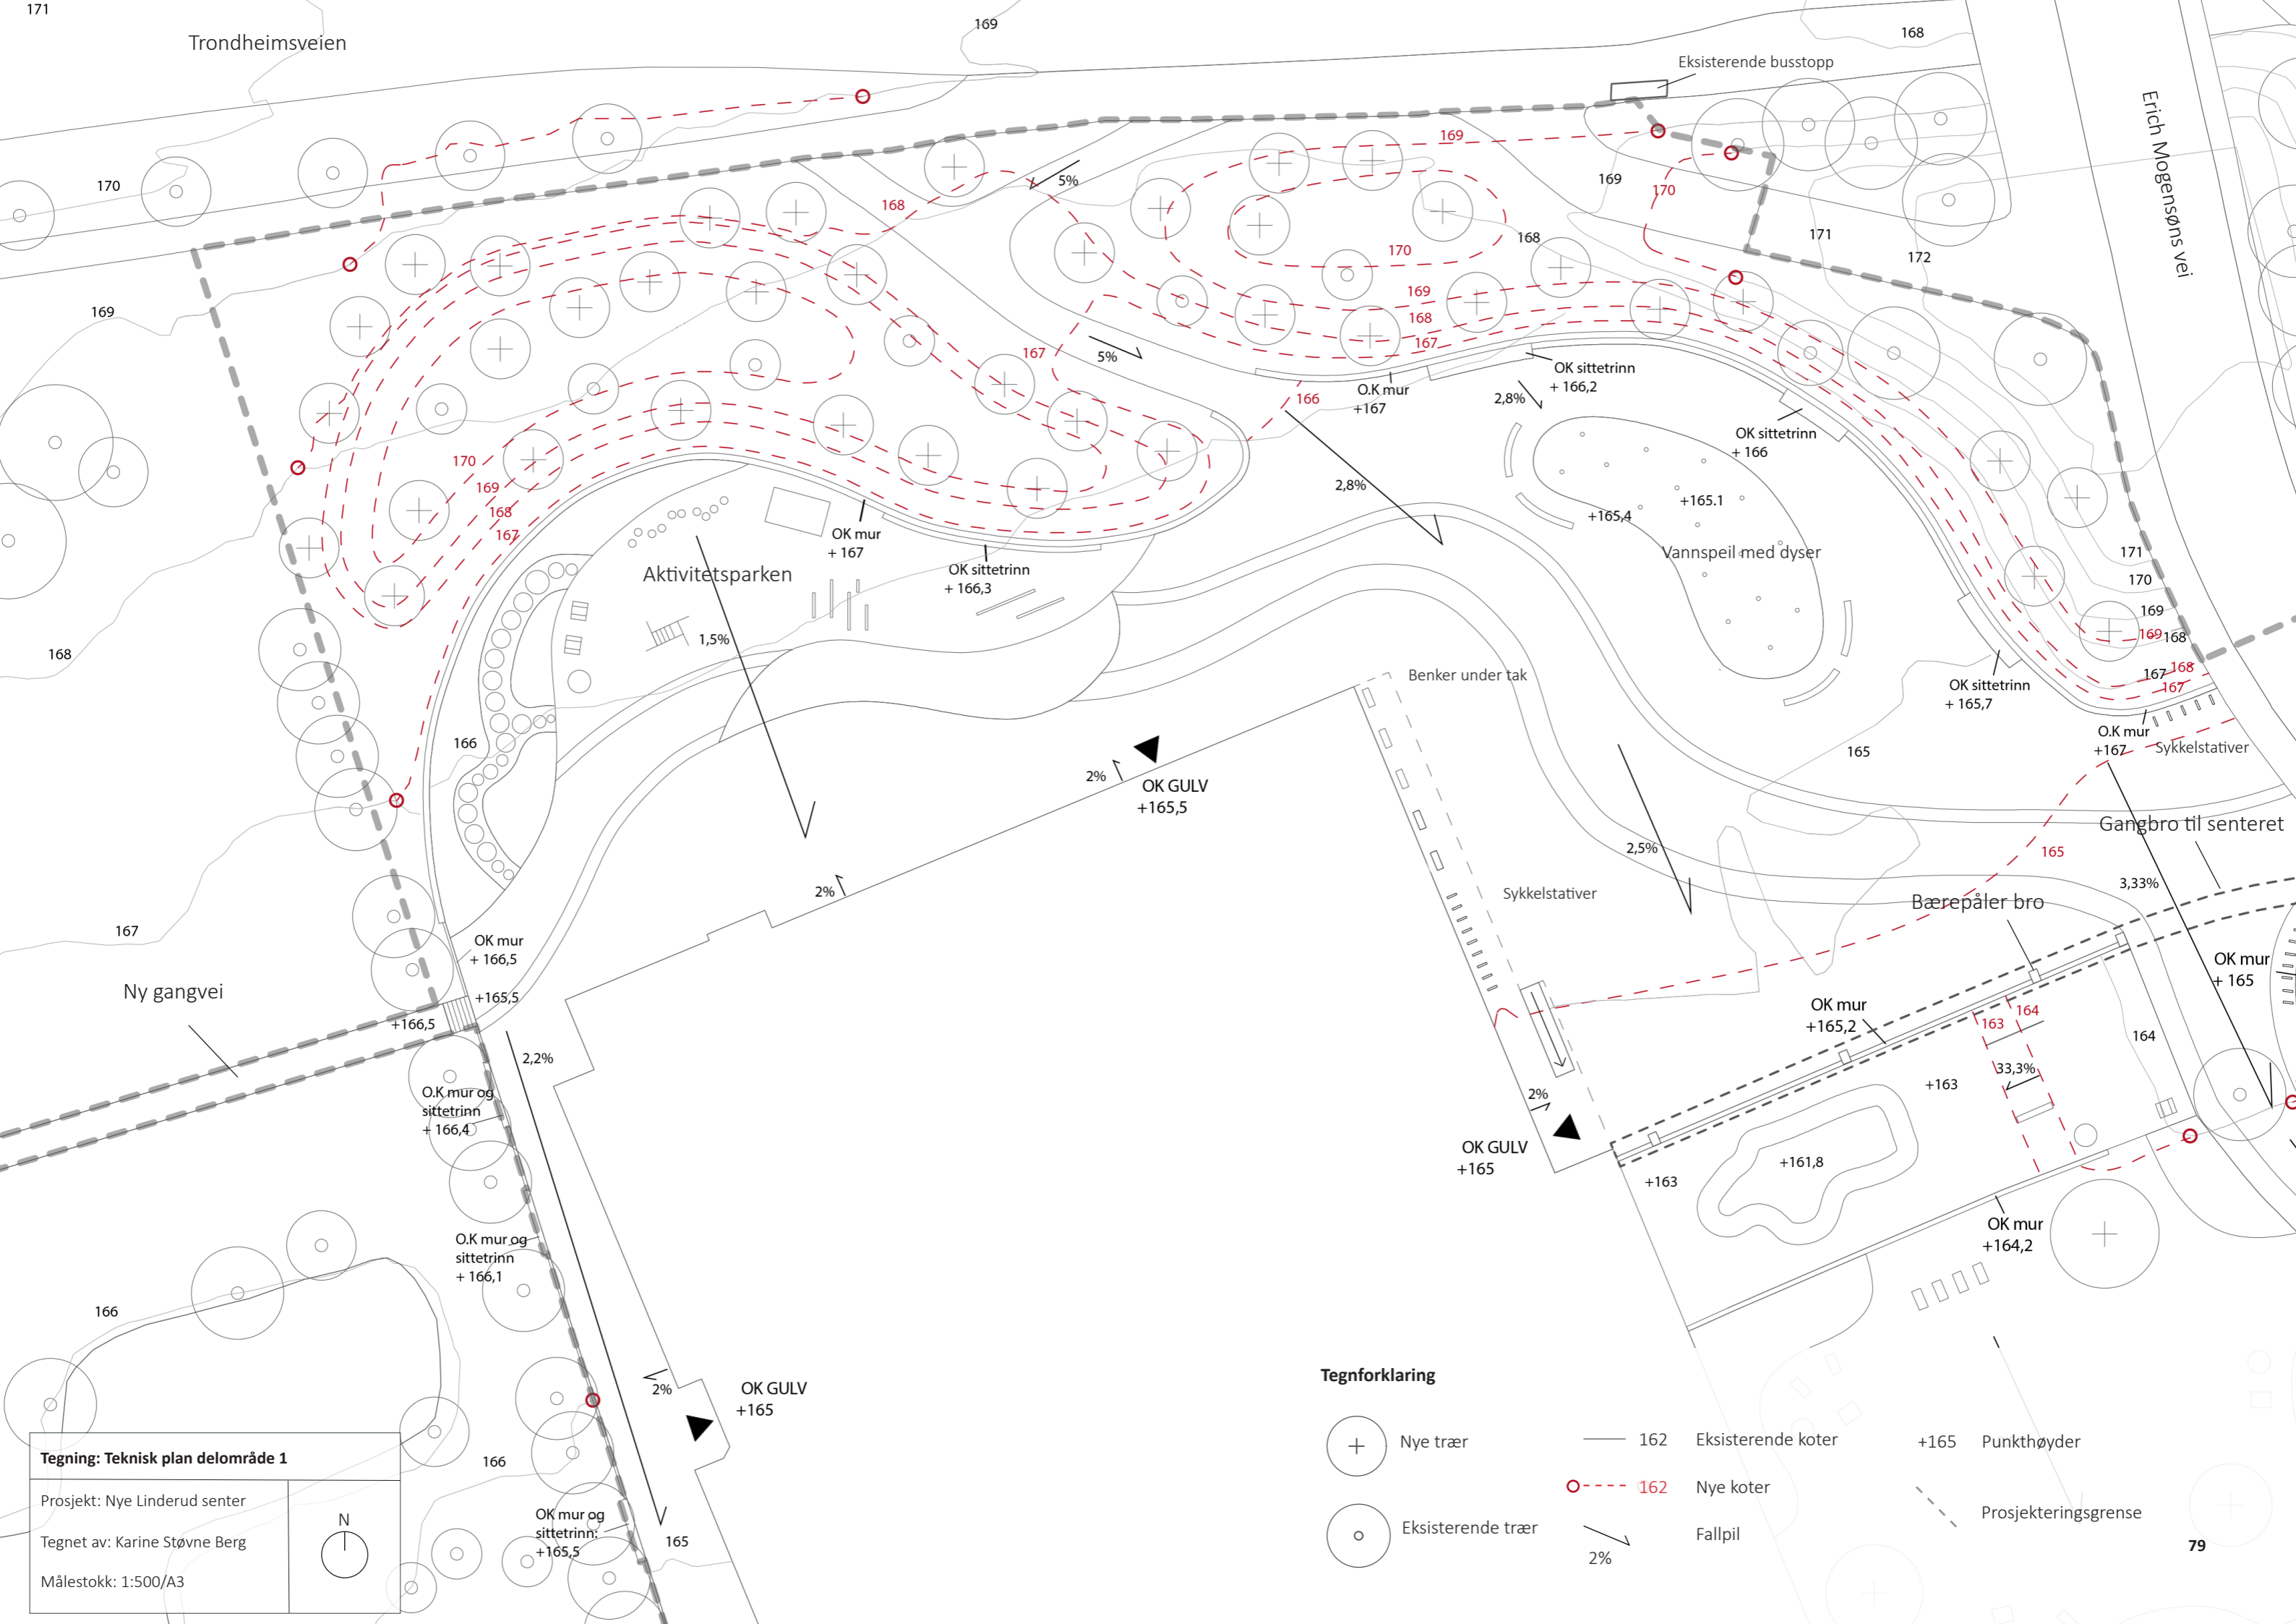 171
Trondheimsveien
169
168
Eksisterende busstopp
Erich Mogensøns vei
170
5%
168
169
169
170
168
170
171
172
169
169
168
167
167
5%
166
O.K mur
+167
OK sittetrinn
+ 166,2
2,8%
OK sittetrinn
+ 166
2,8%
170
169
168
167
OK mur
+ 167
OK sittetrinn
+ 166,3
+165,4
+165.1
Vannspeil med dyser
Aktivitetsparken
1,5%
171
170
169
169
168
168
167
167
168
Benker under tak
OK sittetrinn
+ 165,7
O.K mur
+167
Sykkelstativer
166
165
2%
OK GULV
+165,5
Gangbro til senteret
165
2,5%
3,33%
2%
Sykkelstativer
Bærepåler bro
167
OK mur
+ 166,5
OK mur
+ 165
Ny gangvei
+165,5
+166,5
OK mur
+165,2
163
164
164
2,2%
33,3%
+163
O.K mur og
sittetrinn
+ 166,4
2%
OK GULV
+165
+161,8
+163
OK mur
+164,2
O.K mur og
sittetrinn
+ 166,1
166
2%
OK GULV
+165
166
OK mur og
sittetrinn:
+165,5
165
Tegning: Teknisk plan delområde 1
Prosjekt: Nye Linderud senter
Tegnet av: Karine Støvne Berg
Målestokk: 1:500/A3
N
Tegnforklaring
Nye trær
162
Eksisterende koter
+165
Punkthøyder
162
Nye koter
Eksisterende trær
2%
Fallpil
Prosjekteringsgrense
79